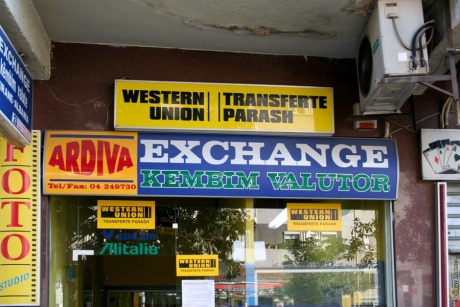 EXCHANGE
WESTERN UNION
TRANSFERTE PARASH
ARDIVA
Tel/Fax: 04 249730
EXCHANGE
KEMBIM VALUTOR
FOTO
STUDIO
WESTERN UNION
TRANSFERTE PARASH
WESTERN UNION
TRANSFERTE PARASH
WESTERN UNION
TRANSFERTE PARASH
Alitalia